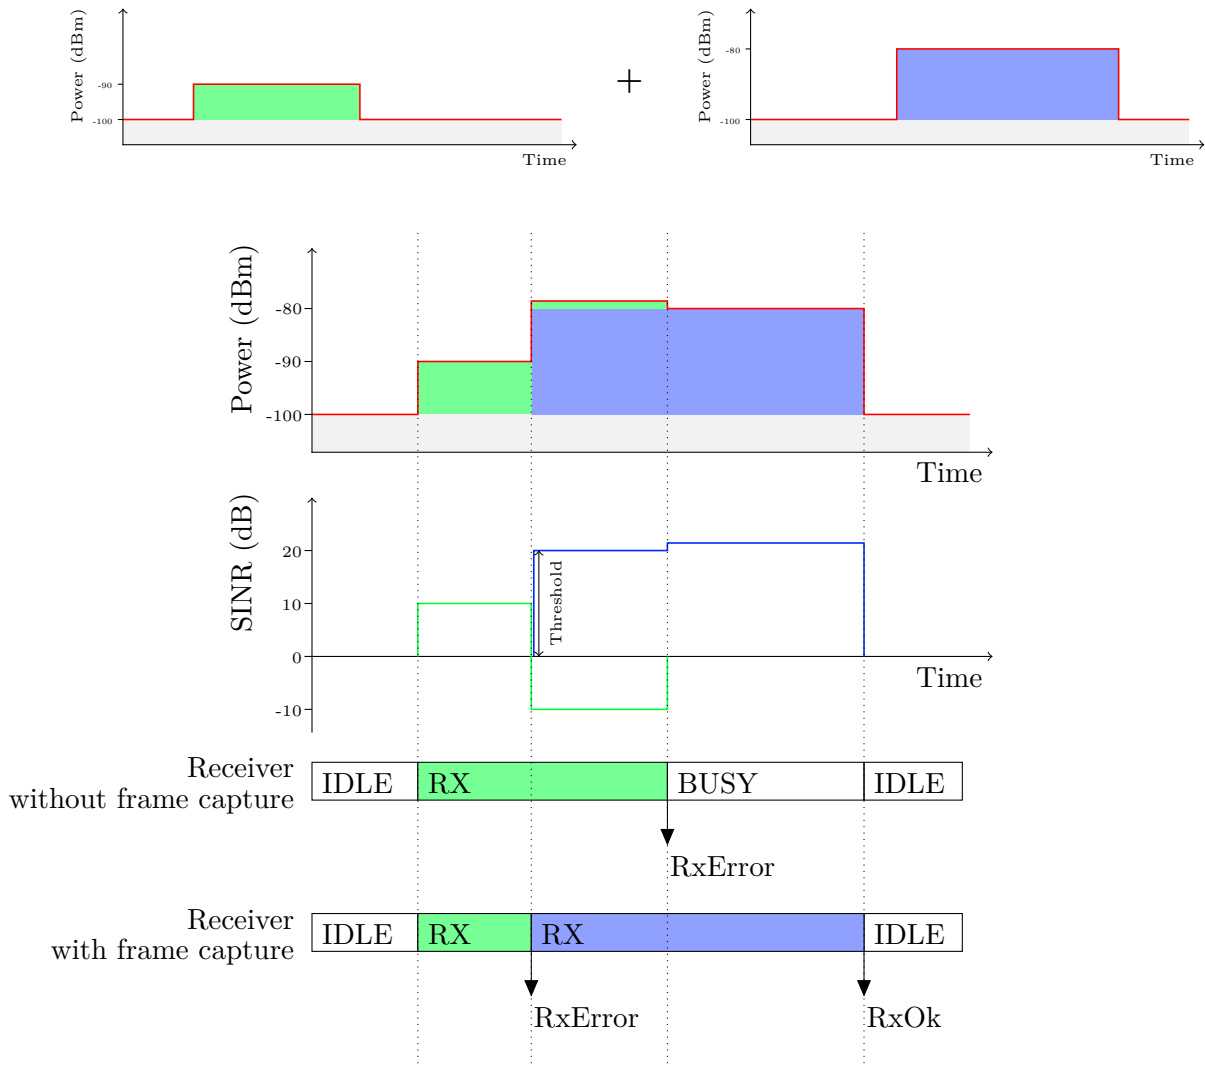 Power (dBm)
-90
-100
Time
+
Power (dBm)
-80
-100
Time
Power (dBm)
-80
-90
-100
Time
SINR (dB)
20
10
0
-10
Threshold
Time
Receiver
without frame capture
IDLE RX BUSY IDLE
RxError
Receiver
with frame capture
IDLE RX RX IDLE
RxError RxOk